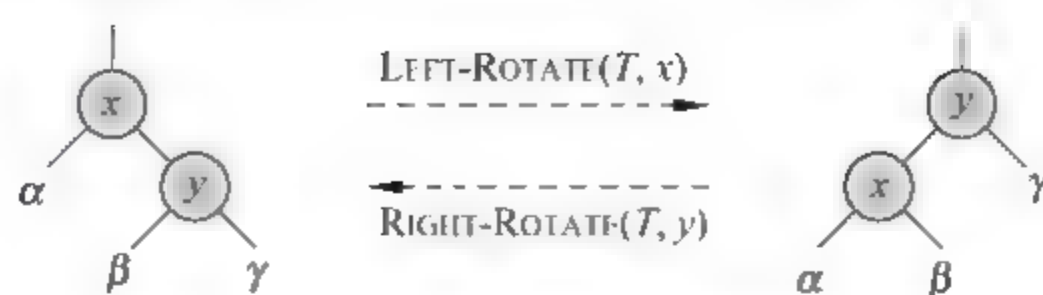 LEFT-ROTATE(T, x)
x
y
α
y
x
γ
RIGHT-ROTATE(T, y)
β
γ
α
β